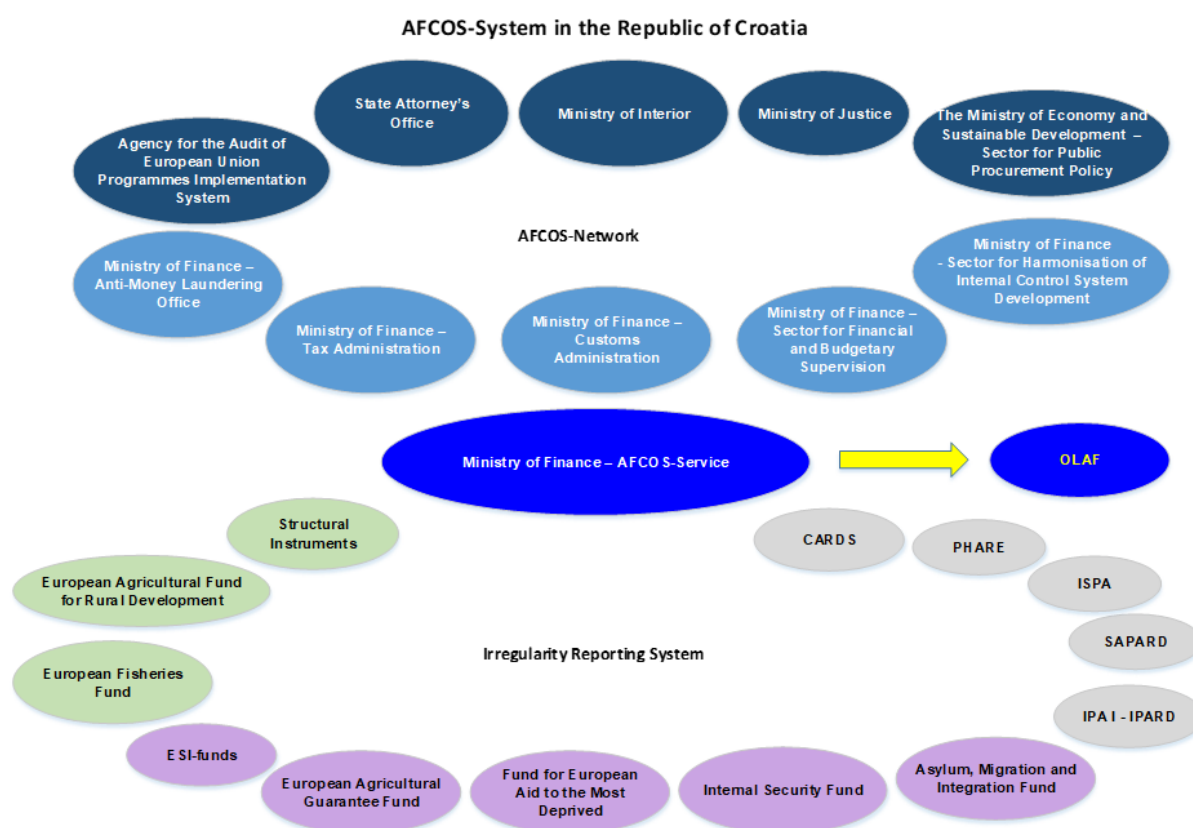 AFCOS-System in the Republic of Croatia
State Attorney's
Office
Ministry of Interior
Ministry of Justice
The Ministry of Economy and
Sustainable Development –
Sector for Public
Procurement Policy
Agency for the Audit of
European Union
Programmes Implementation
System
AFCOS-Network
Ministry of Finance –
Anti-Money Laundering
Office
Ministry of Finance –
Tax Administration
Ministry of Finance –
Customs
Administration
Ministry of Finance –
Sector for Financial
and Budgetary
Supervision
Ministry of Finance
- Sector for Harmonisation of
Internal Control System
Development
Ministry of Finance – AFCOS-Service
OLAF
Structural
Instruments
CARDS
PHARE
European Agricultural Fund
for Rural Development
ISPA
SAPARD
Irregularity Reporting System
European Fisheries
Fund
IPA I - IPARD
ESI-funds
European Agricultural
Guarantee Fund
Fund for European
Aid to the Most
Deprived
Internal Security Fund
Asylum, Migration and
Integration Fund